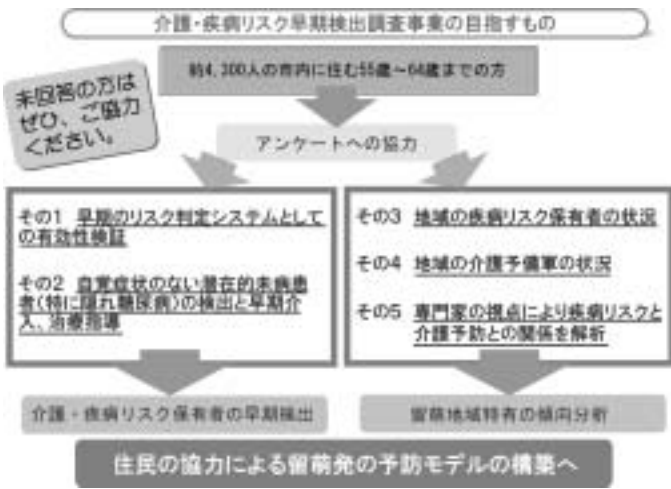 介護・疾病リスク早期検出調査事業の目指すもの
約4,300人の市内に住む55歳～64歳までの方
未回答の方は
ぜひ、ご協力
ください。
アンケートへの協力
その1 早期のリスク判定システムとして
の有効性検証
その2 自覚症状のない潜在的未病患
者(特に隠れ糖尿病)の検出と早期介
入、治療指導
その3 地域の疾病リスク保有者の状況
その4 地域の介護予備軍の状況
その5 専門家の視点により疾病リスクと
介護予防との関係を解析
介護・疾病リスク保有者の早期検出
留萌地域特有の傾向分析
住民の協力による留萌発の予防モデルの構築へ